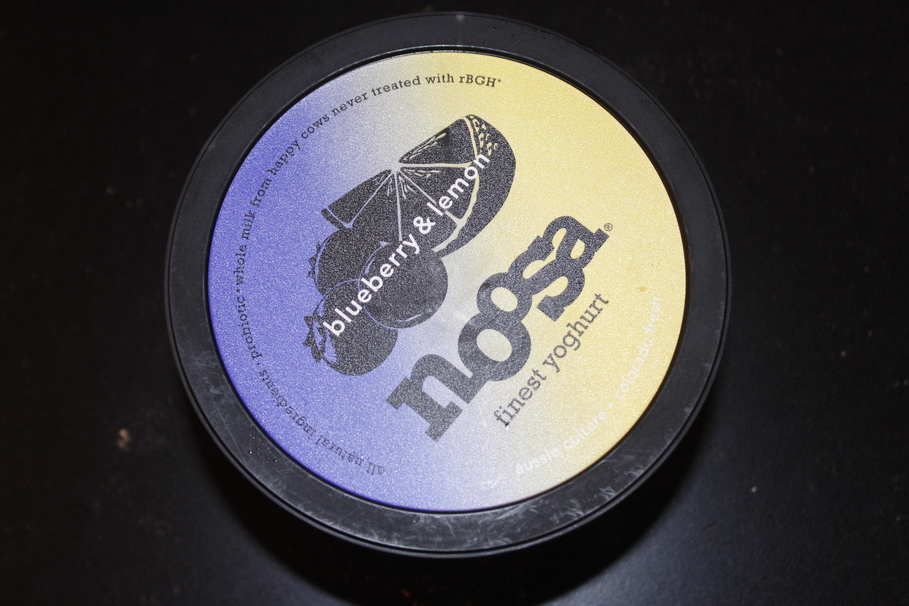 all natural ingredients · probiotic · whole milk from happy cows never treated with rBGH*
blueberry & lemon
noosa®
finest yoghurt
aussie culture · colorado fresh